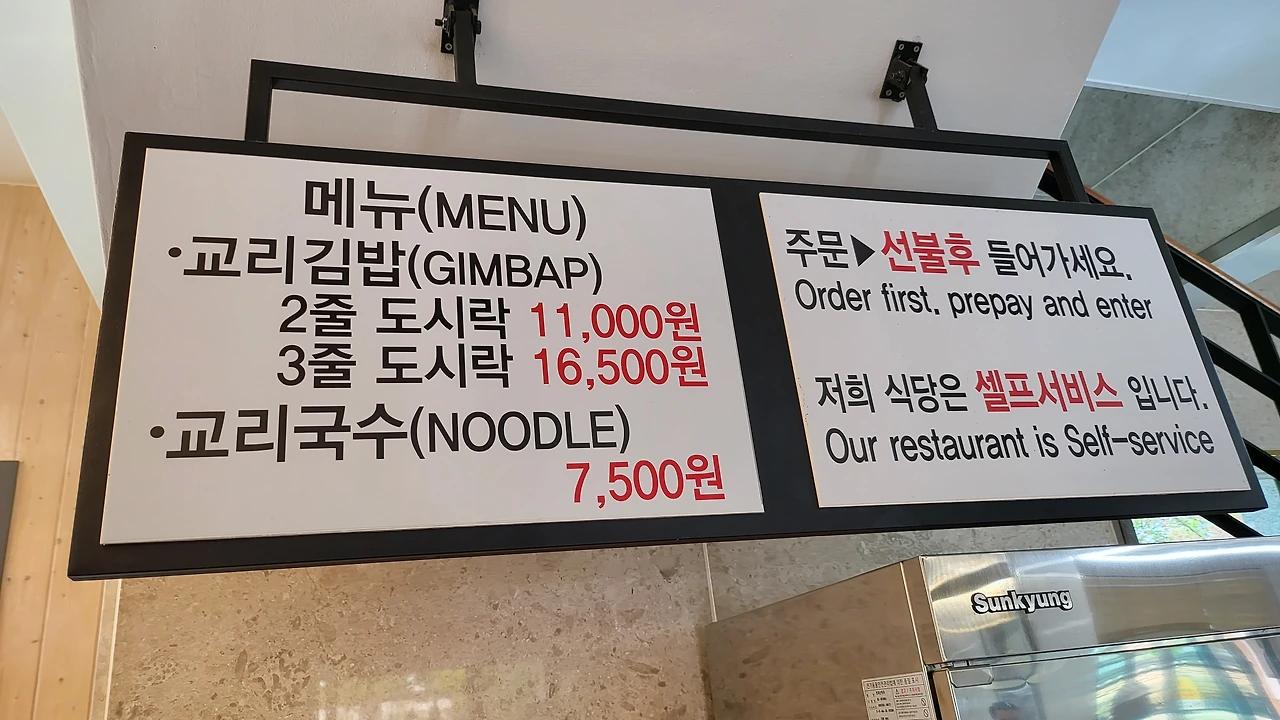 메뉴(MENU)
·교리김밥(GIMBAP)
2줄 도시락 11,000원
3줄 도시락 16,500원
·교리국수(NOODLE)
7,500원
주문▶선불후 들어가세요.
Order first. prepay and enter
저희 식당은 셀프서비스 입니다.
Our restaurant is Self-service
Sunkyung